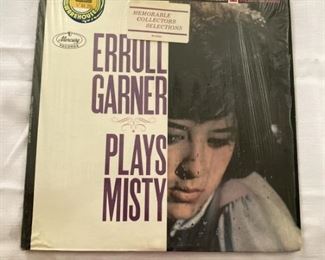 MEMORABLE
COLLECTORS
SELECTIONS
Mercury
RECORDS
ERROLL
GARNER
PLAYS
MISTY